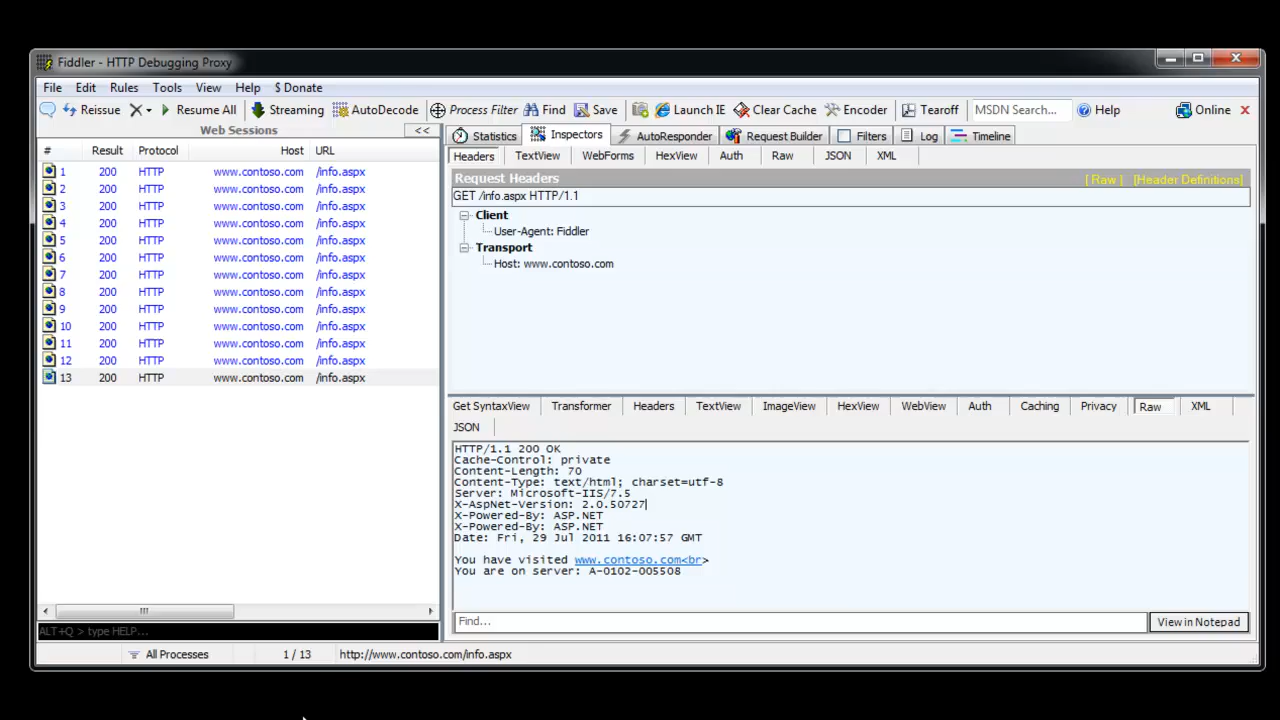 Fiddler - HTTP Debugging Proxy
File Edit Rules Tools View Help $ Donate
Reissue Resume All Streaming AutoDecode Process Filter Find Save Launch IE Clear Cache Encoder Tearoff MSDN Search... Help Online
Web Sessions <<
# Result Protocol Host URL
1 200 HTTP www.contoso.com /info.aspx
2 200 HTTP www.contoso.com /info.aspx
3 200 HTTP www.contoso.com /info.aspx
4 200 HTTP www.contoso.com /info.aspx
5 200 HTTP www.contoso.com /info.aspx
6 200 HTTP www.contoso.com /info.aspx
7 200 HTTP www.contoso.com /info.aspx
8 200 HTTP www.contoso.com /info.aspx
9 200 HTTP www.contoso.com /info.aspx
10 200 HTTP www.contoso.com /info.aspx
11 200 HTTP www.contoso.com /info.aspx
12 200 HTTP www.contoso.com /info.aspx
13 200 HTTP www.contoso.com /info.aspx
ALT+Q > type HELP...
Statistics Inspectors AutoResponder Request Builder Filters Log Timeline
Headers TextView WebForms HexView Auth Raw JSON XML
Request Headers [ Raw ] [Header Definitions]
GET /info.aspx HTTP/1.1
Client
User-Agent: Fiddler
Transport
Host: www.contoso.com
Get SyntaxView Transformer Headers TextView ImageView HexView WebView Auth Caching Privacy Raw XML
JSON
HTTP/1.1 200 OK
Cache-Control: private
Content-Length: 70
Content-Type: text/html; charset=utf-8
Server: Microsoft-IIS/7.5
X-AspNet-Version: 2.0.50727
X-Powered-By: ASP.NET
X-Powered-By: ASP.NET
Date: Fri, 29 Jul 2011 16:07:57 GMT
You have visited www.contoso.com<br>
You are on server: A-0102-005508
Find... View in Notepad
All Processes 1 / 13 http://www.contoso.com/info.aspx